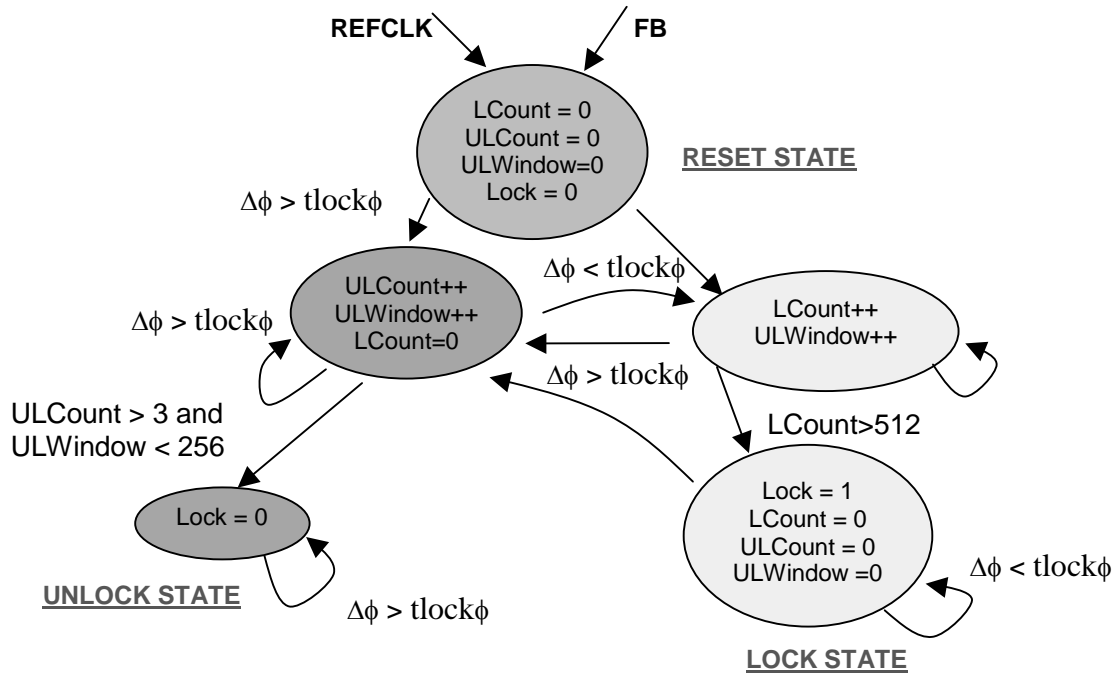 REFCLK
FB
LCount = 0
ULCount = 0
ULWindow=0
Lock = 0
RESET STATE
Δϕ > tlockϕ
ULCount++
ULWindow++
LCount=0
Δϕ < tlockϕ
LCount++
ULWindow++
Δϕ > tlockϕ
Δϕ > tlockϕ
ULCount > 3 and
ULWindow < 256
LCount>512
Lock = 0
UNLOCK STATE
Δϕ > tlockϕ
Lock = 1
LCount = 0
ULCount = 0
ULWindow =0
Δϕ < tlockϕ
LOCK STATE